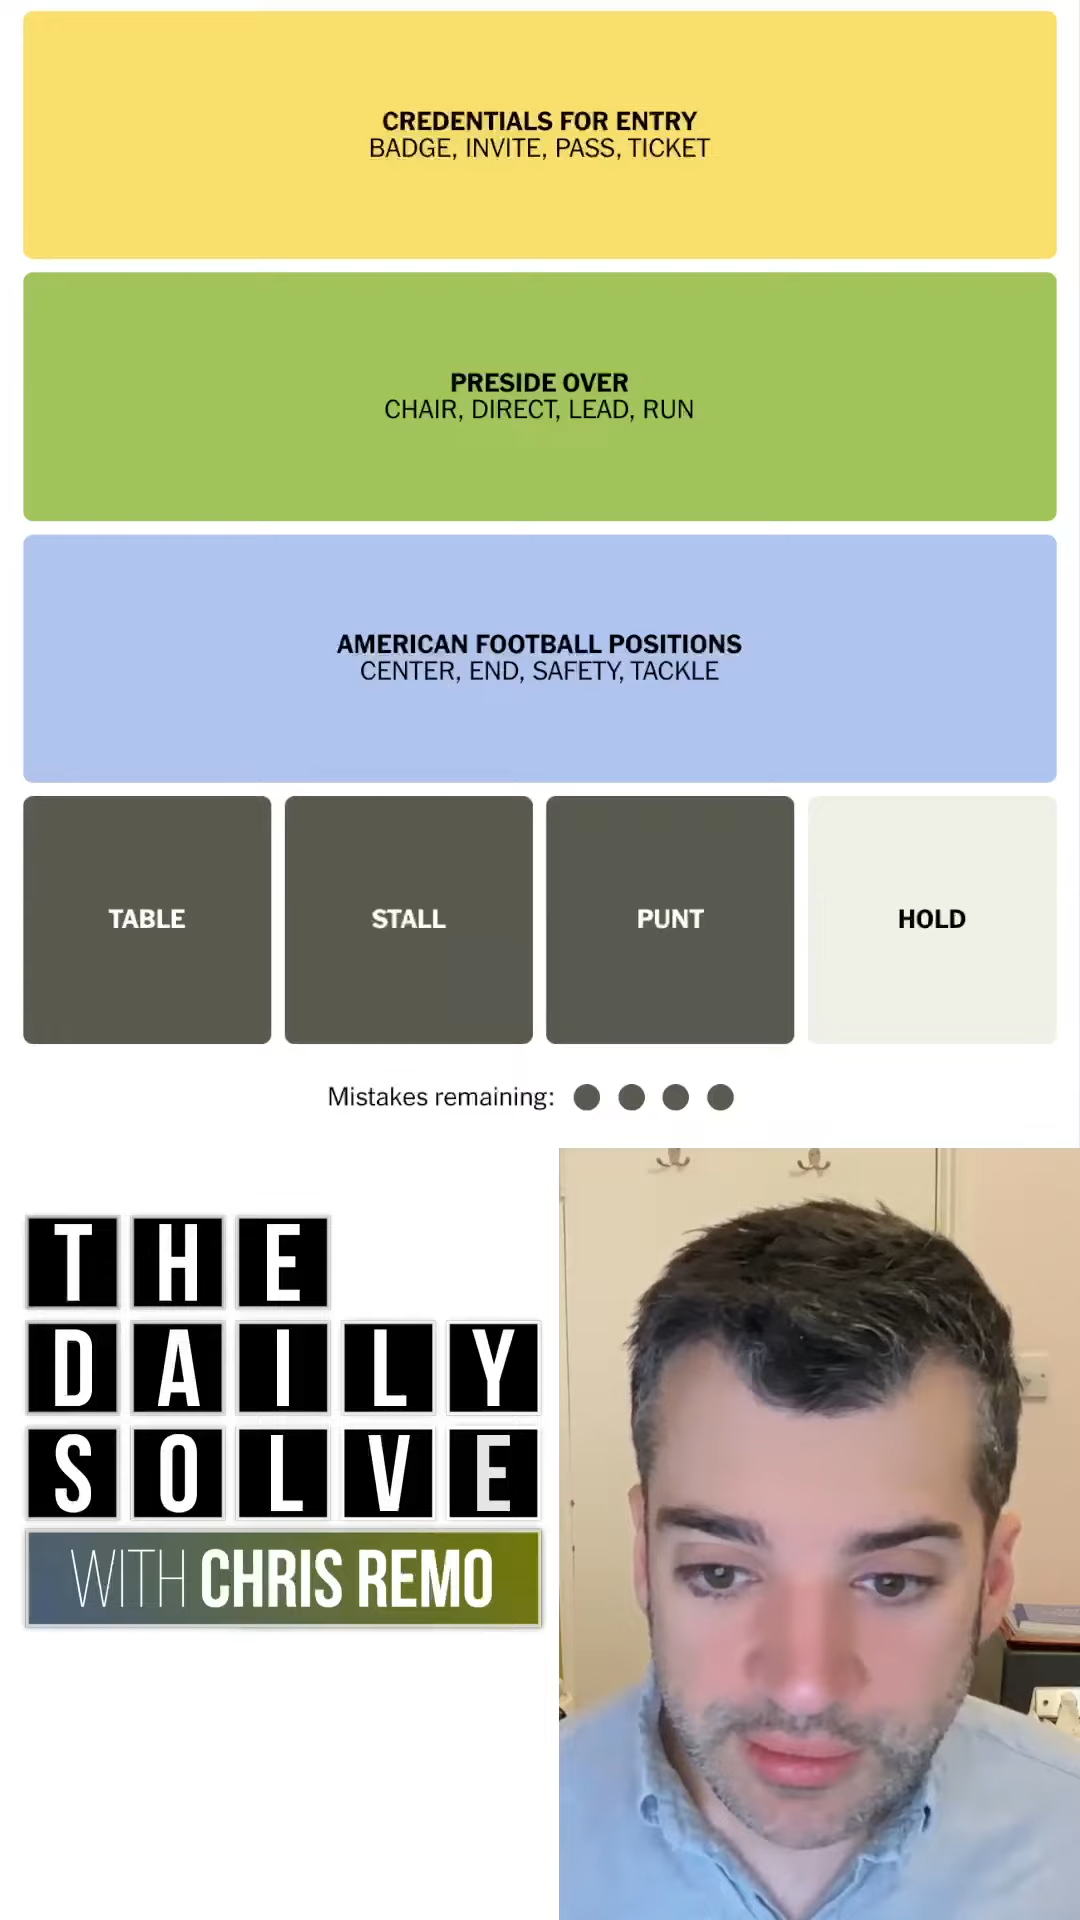 CREDENTIALS FOR ENTRY
BADGE, INVITE, PASS, TICKET
PRESIDE OVER
CHAIR, DIRECT, LEAD, RUN
AMERICAN FOOTBALL POSITIONS
CENTER, END, SAFETY, TACKLE
TABLE STALL PUNT HOLD
Mistakes remaining:
THE
DAILY
SOLVE
WITH CHRIS REMO